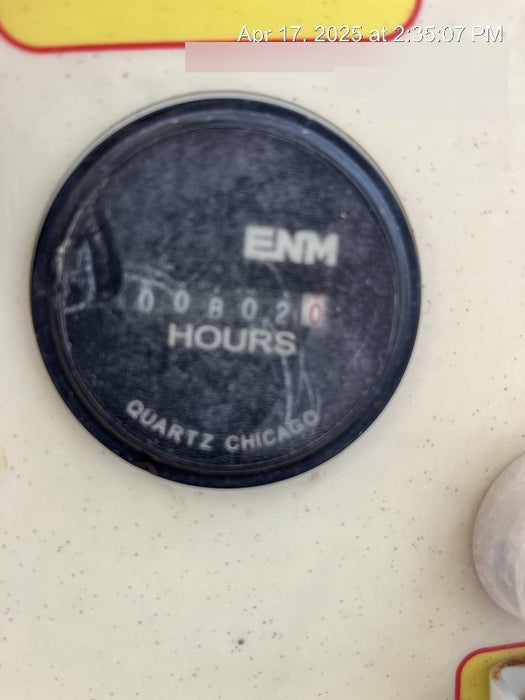 Apr 17, 2025 at 2:35:07 PM
ENM
008020
HOURS
QUARTZ CHICAGO